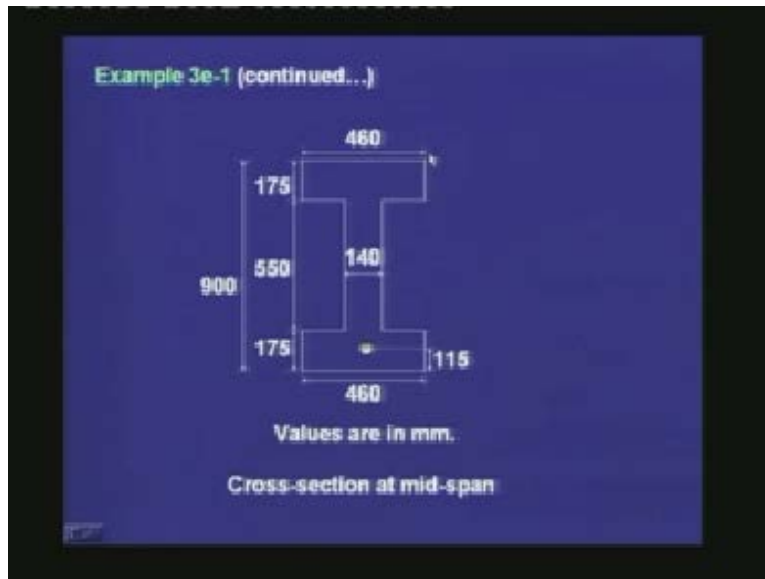 Example 3e-1 (continued...)
460
175
140
550
900
175
115
460
Values are in mm.
Cross-section at mid-span